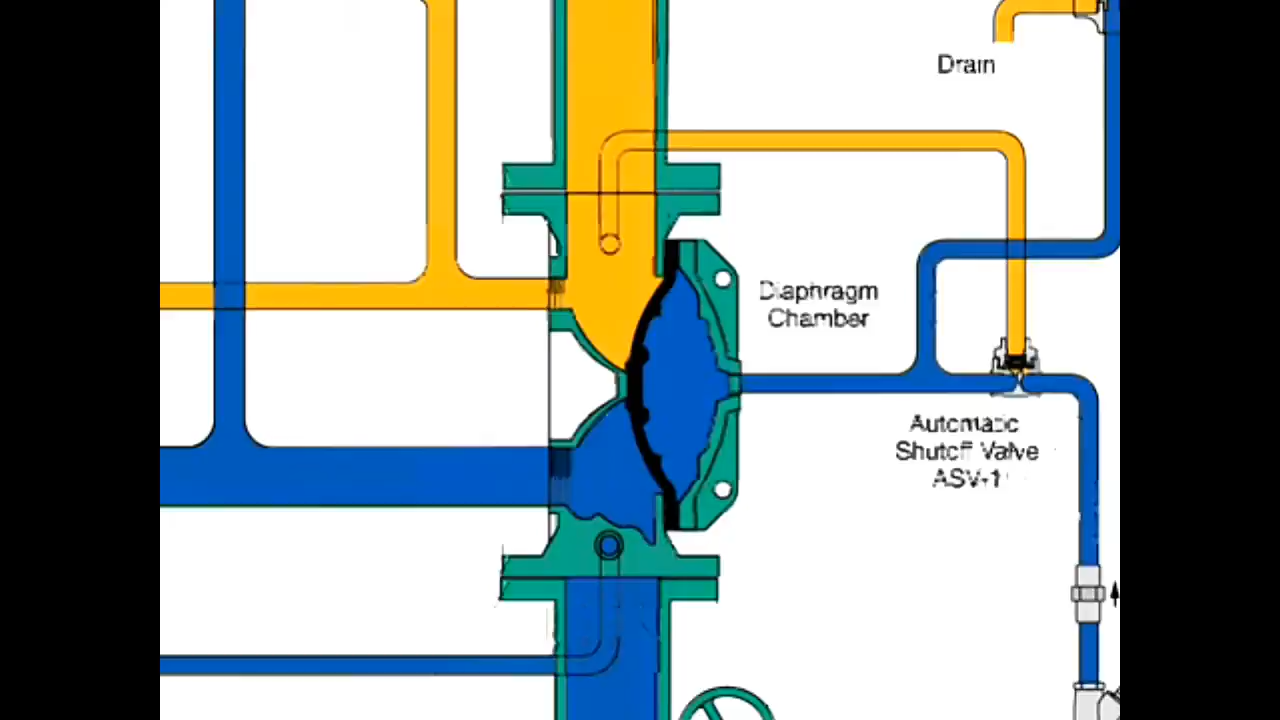 Drain
Diaphragm
Chamber
Automatic
Shutoff Valve
ASV-1